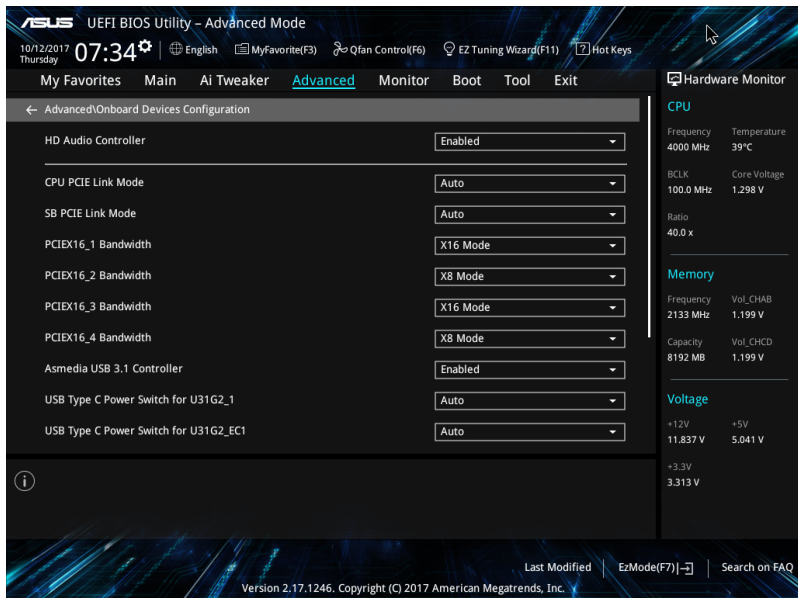 ASUS UEFI BIOS Utility – Advanced Mode
10/12/2017 Thursday 07:34 English MyFavorite(F3) Qfan Control(F6) EZ Tuning Wizard(F11) ? Hot Keys
My Favorites Main Ai Tweaker Advanced Monitor Boot Tool Exit
← Advanced\Onboard Devices Configuration
HD Audio Controller Enabled
CPU PCIE Link Mode Auto
SB PCIE Link Mode Auto
PCIEX16_1 Bandwidth X16 Mode
PCIEX16_2 Bandwidth X8 Mode
PCIEX16_3 Bandwidth X16 Mode
PCIEX16_4 Bandwidth X8 Mode
Asmedia USB 3.1 Controller Enabled
USB Type C Power Switch for U31G2_1 Auto
USB Type C Power Switch for U31G2_EC1 Auto
Hardware Monitor
CPU
Frequency Temperature
4000 MHz 39°C
BCLK Core Voltage
100.0 MHz 1.298 V
Ratio
40.0 x
Memory
Frequency Vol_CHAB
2133 MHz 1.199 V
Capacity Vol_CHCD
8192 MB 1.199 V
Voltage
+12V +5V
11.837 V 5.041 V
+3.3V
3.313 V
Last Modified EzMode(F7) Search on FAQ
Version 2.17.1246. Copyright (C) 2017 American Megatrends, Inc.